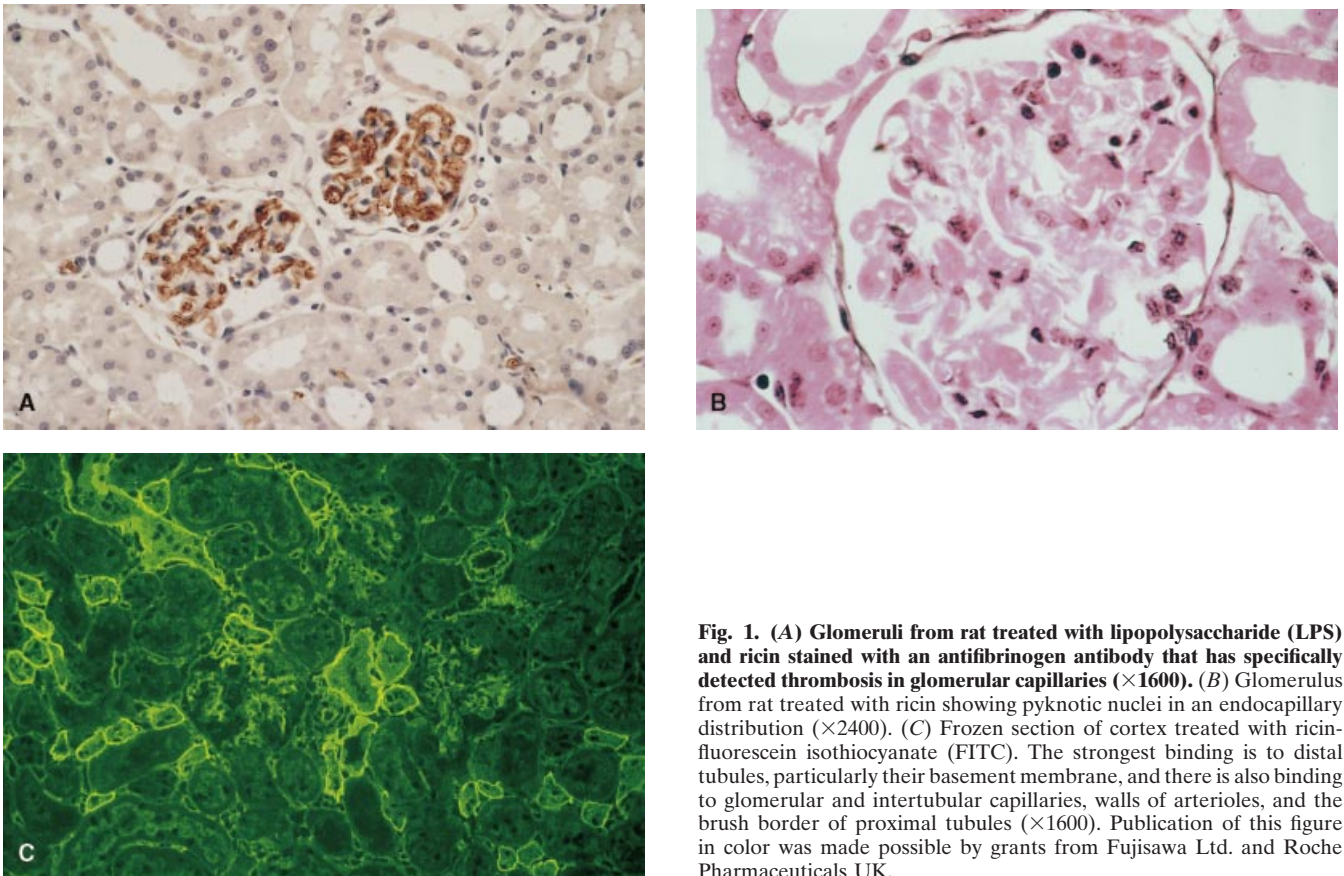 A
B
C
Fig. 1. (A) Glomeruli from rat treated with lipopolysaccharide (LPS)
and ricin stained with an antifibrinogen antibody that has specifically
detected thrombosis in glomerular capillaries (×1600). (B) Glomerulus
from rat treated with ricin showing pyknotic nuclei in an endocapillary
distribution (×2400). (C) Frozen section of cortex treated with ricin-
fluorescein isothiocyanate (FITC). The strongest binding is to distal
tubules, particularly their basement membrane, and there is also binding
to glomerular and intertubular capillaries, walls of arterioles, and the
brush border of proximal tubules (×1600). Publication of this figure
in color was made possible by grants from Fujisawa Ltd. and Roche
Pharmaceuticals UK.